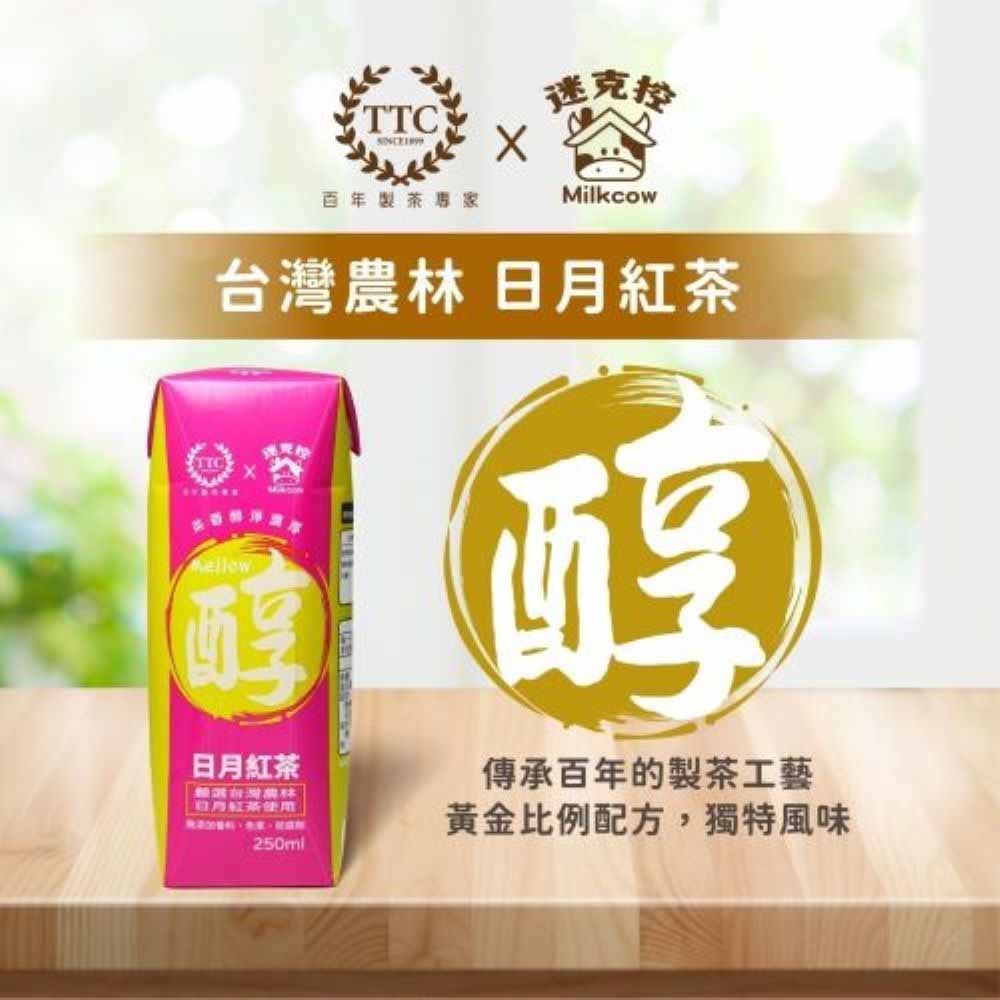 TTC
SINCE1899
百年製茶專家
X
迷克控
Milkcow
台灣農林 日月紅茶
TTC
X
迷克控
Milkcow
Mellow
醇
日月紅茶
嚴選台灣農林
日月紅茶使用
250ml
醇
傳承百年的製茶工藝
黃金比例配方，獨特風味